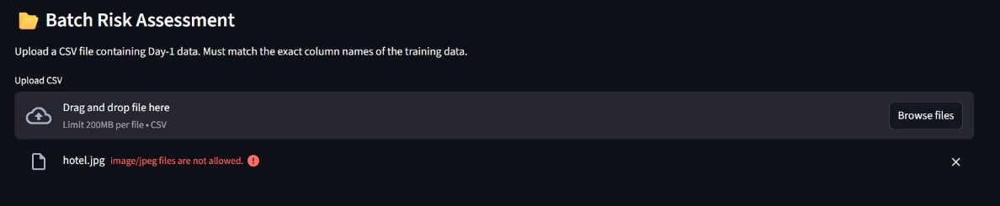 Batch Risk Assessment
Upload a CSV file containing Day-1 data. Must match the exact column names of the training data.
Upload CSV
Drag and drop file here
Limit 200MB per file • CSV
Browse files
hotel.jpg image/jpeg files are not allowed.